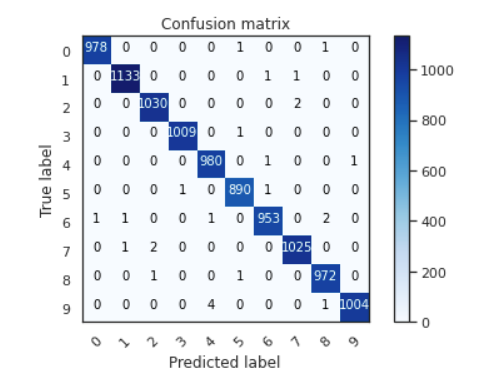 Confusion matrix
0 978 0 0 0 0 1 0 0 1 0
1 0 1133 0 0 0 0 1 1 0 0
2 0 0 1030 0 0 0 0 2 0 0
3 0 0 0 1009 0 1 0 0 0 0
4 0 0 0 0 980 0 1 0 0 1
5 0 0 0 1 0 890 1 0 0 0
6 1 1 0 0 1 0 953 0 2 0
7 0 1 2 0 0 0 0 1025 0 0
8 0 0 1 0 0 1 0 0 972 0
9 0 0 0 0 4 0 0 0 1 1004
0 1 2 3 4 5 6 7 8 9
Predicted label
True label
1000
800
600
400
200
0